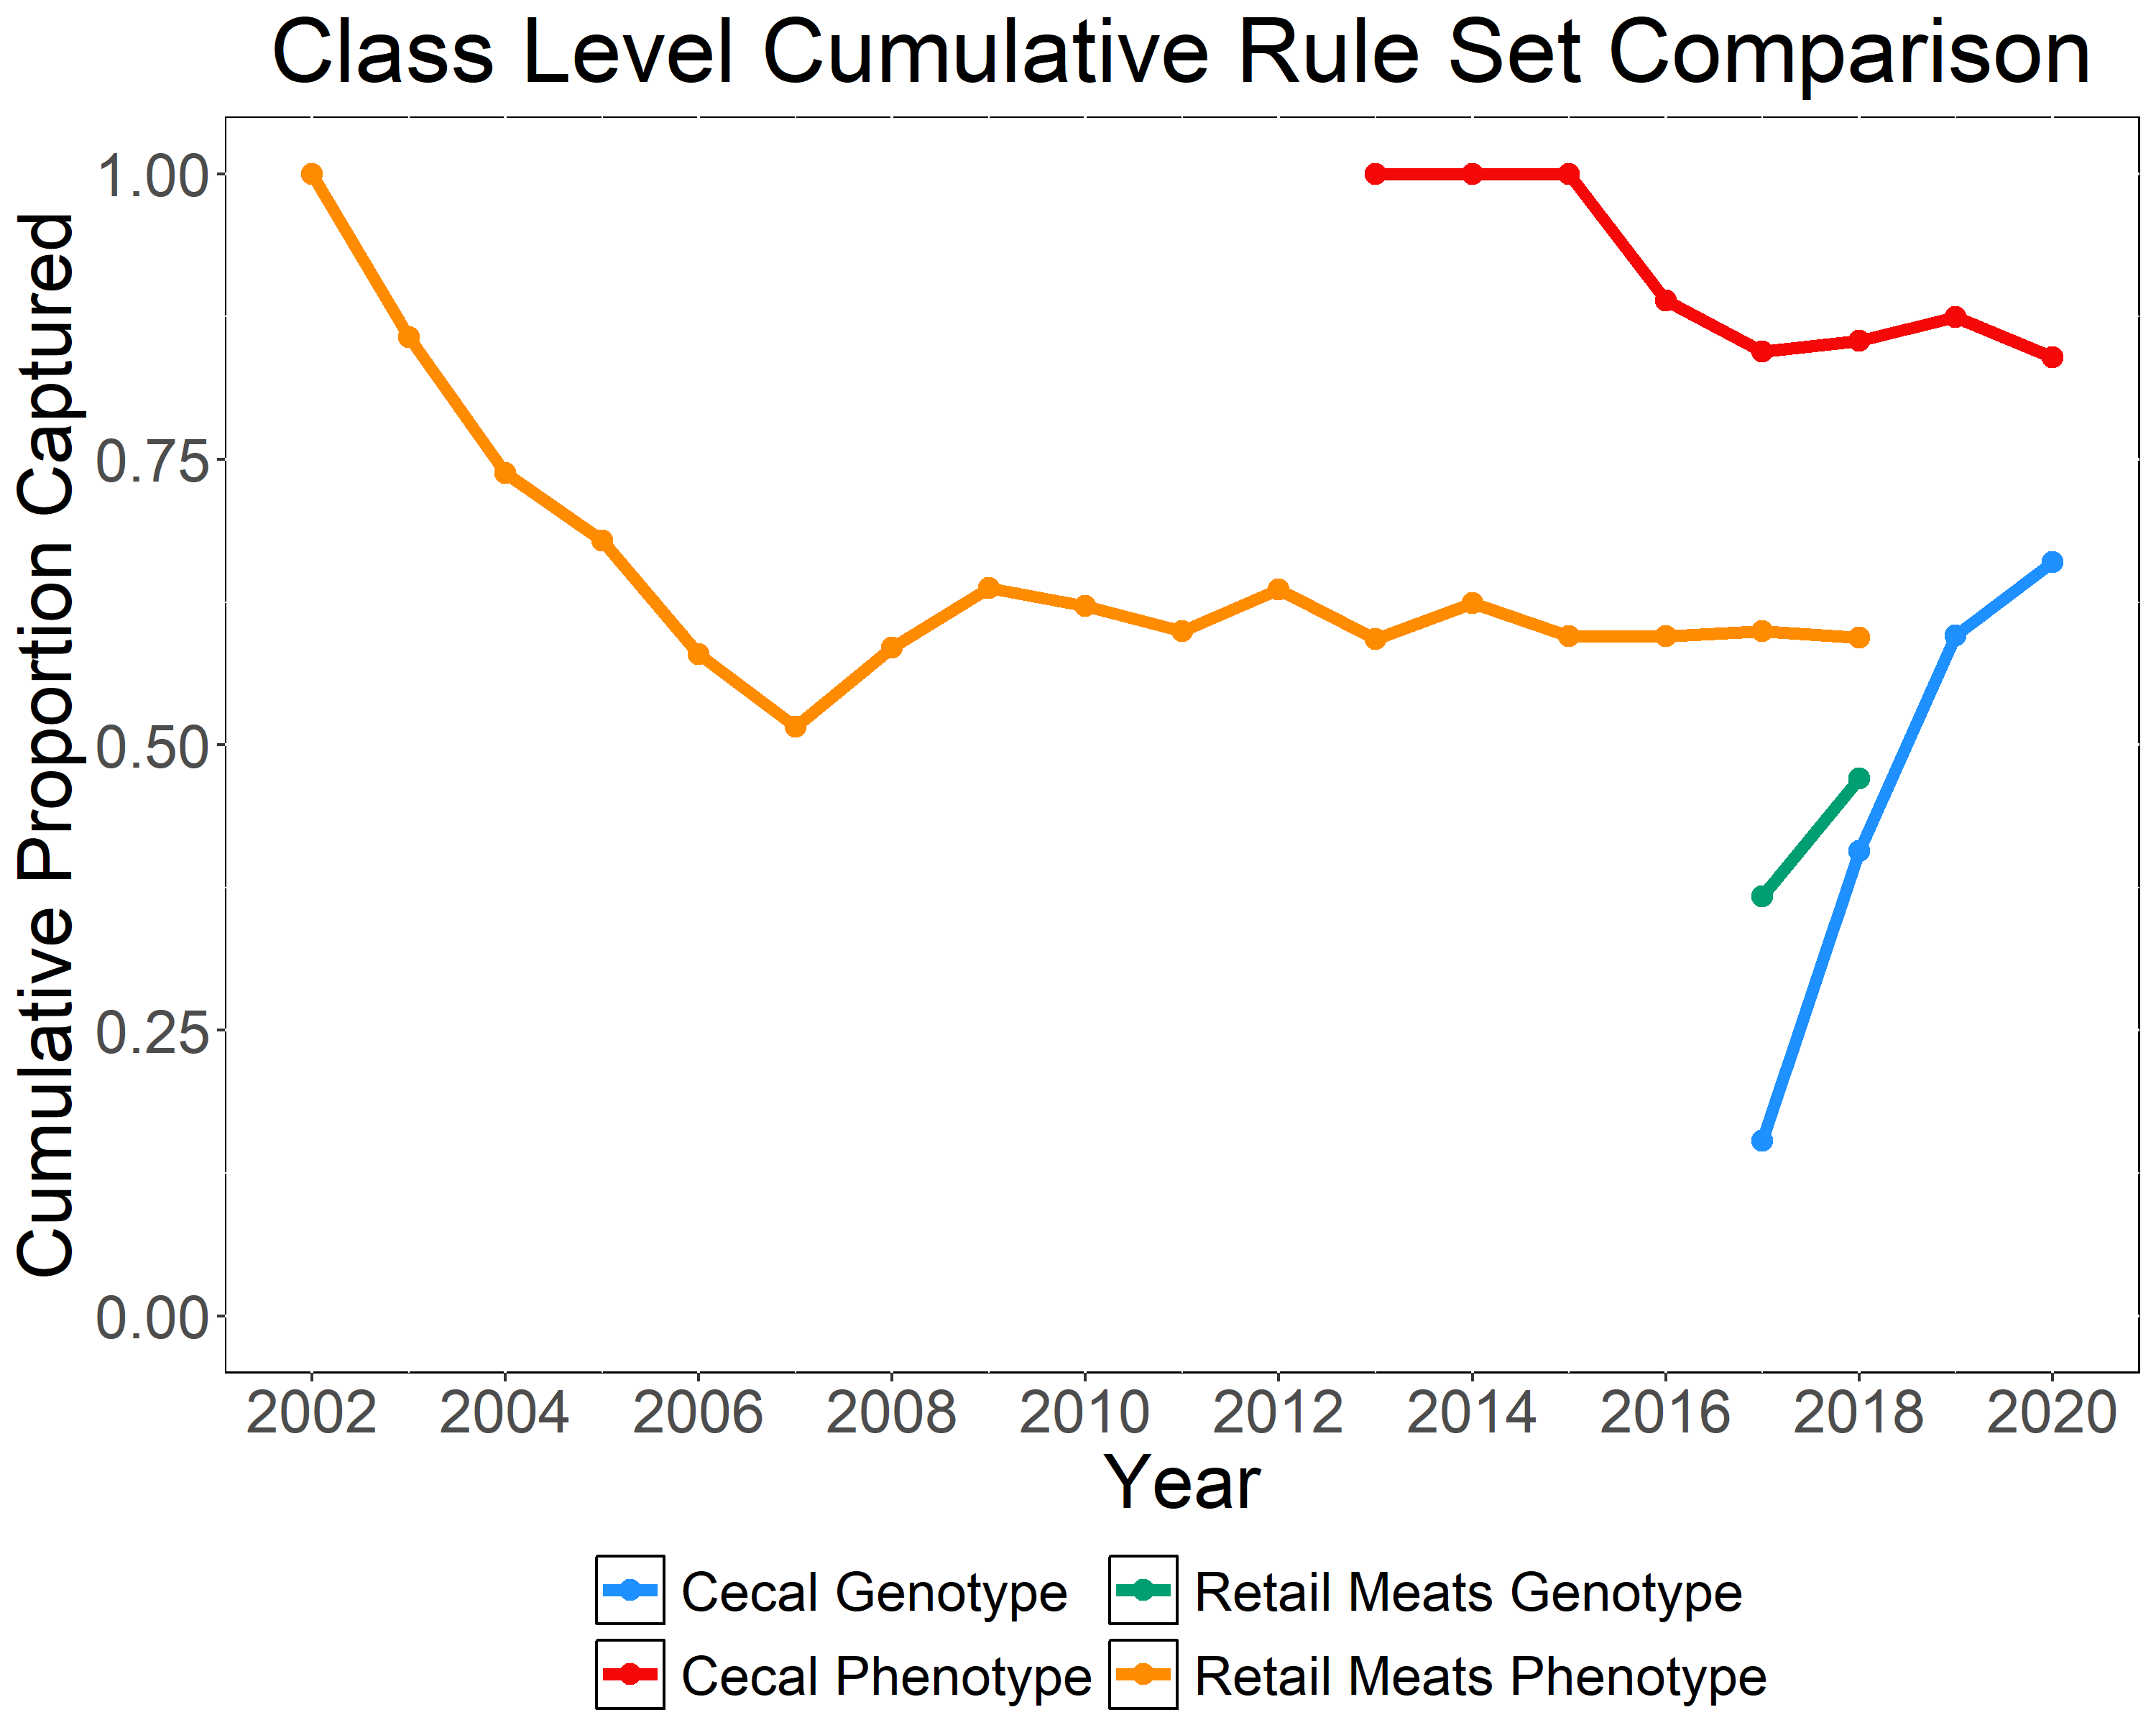 Class Level Cumulative Rule Set Comparison
Cumulative Proportion Captured
1.00
0.75
0.50
0.25
0.00
2002 2004 2006 2008 2010 2012 2014 2016 2018 2020
Year
Cecal Genotype Retail Meats Genotype
Cecal Phenotype Retail Meats Phenotype